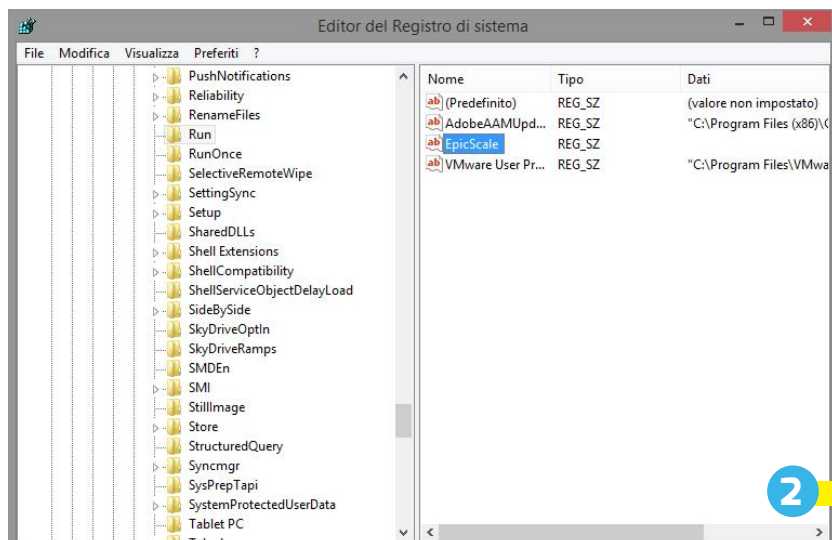 Editor del Registro di sistema
File Modifica Visualizza Preferiti ?
PushNotifications
Reliability
RenameFiles
Run
RunOnce
SelectiveRemoteWipe
SettingSync
Setup
SharedDLLs
Shell Extensions
ShellCompatibility
ShellServiceObjectDelayLoad
SideBySide
SkyDriveOptIn
SkyDriveRamps
SMDEn
SMI
StillImage
Store
StructuredQuery
Syncmgr
SysPrepTapi
SystemProtectedUserData
Tablet PC
Nome Tipo Dati
(Predefinito) REG_SZ (valore non impostato)
AdobeAAMUpd... REG_SZ "C:\Program Files (x86)\
EpicScale REG_SZ
VMware User Pr... REG_SZ "C:\Program Files\VMwa
2